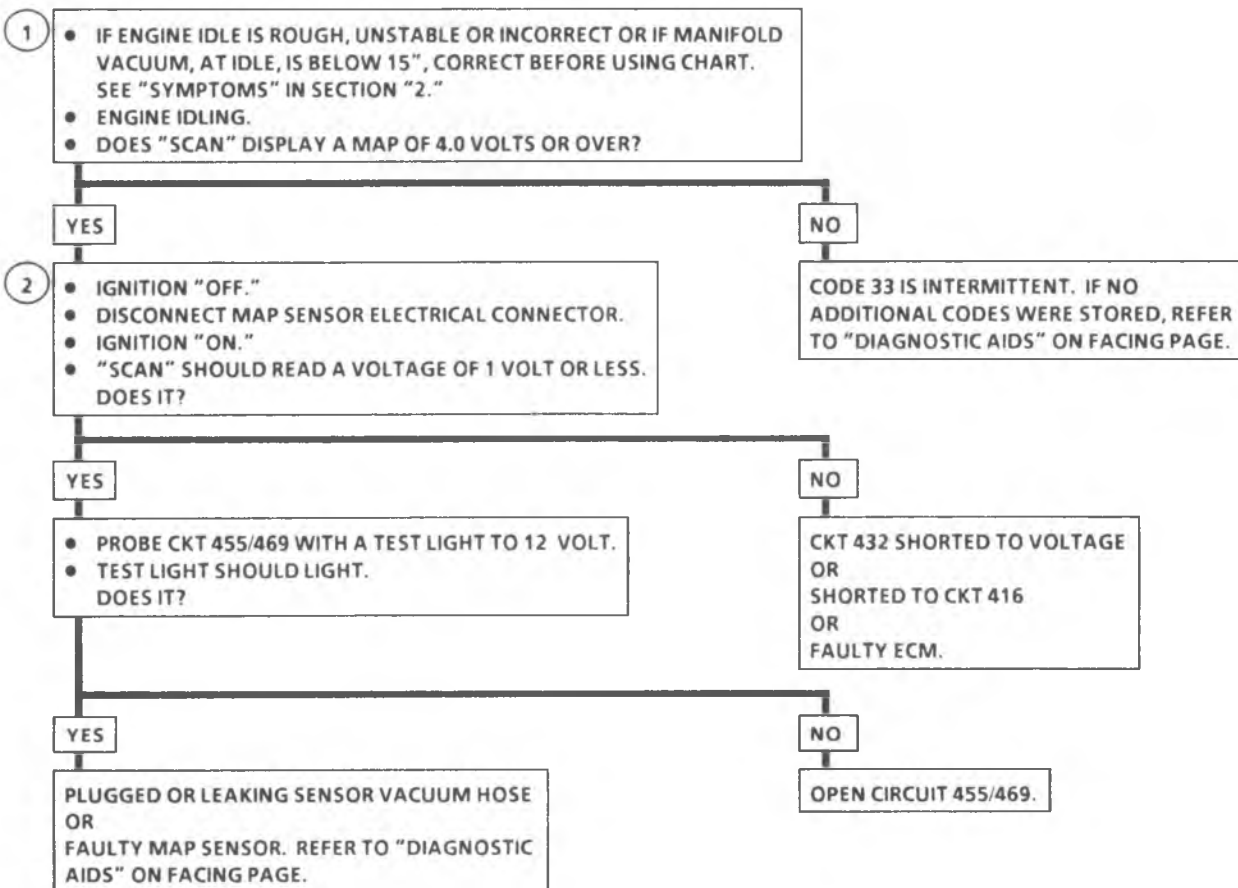 1
● IF ENGINE IDLE IS ROUGH, UNSTABLE OR INCORRECT OR IF MANIFOLD
VACUUM, AT IDLE, IS BELOW 15", CORRECT BEFORE USING CHART.
SEE "SYMPTOMS" IN SECTION "2."
● ENGINE IDLING.
● DOES "SCAN" DISPLAY A MAP OF 4.0 VOLTS OR OVER?
YES
NO
2
● IGNITION "OFF."
● DISCONNECT MAP SENSOR ELECTRICAL CONNECTOR.
● IGNITION "ON."
● "SCAN" SHOULD READ A VOLTAGE OF 1 VOLT OR LESS.
DOES IT?
CODE 33 IS INTERMITTENT. IF NO
ADDITIONAL CODES WERE STORED, REFER
TO "DIAGNOSTIC AIDS" ON FACING PAGE.
YES
NO
● PROBE CKT 455/469 WITH A TEST LIGHT TO 12 VOLT.
● TEST LIGHT SHOULD LIGHT.
DOES IT?
CKT 432 SHORTED TO VOLTAGE
OR
SHORTED TO CKT 416
OR
FAULTY ECM.
YES
NO
PLUGGED OR LEAKING SENSOR VACUUM HOSE
OR
FAULTY MAP SENSOR. REFER TO "DIAGNOSTIC
AIDS" ON FACING PAGE.
OPEN CIRCUIT 455/469.